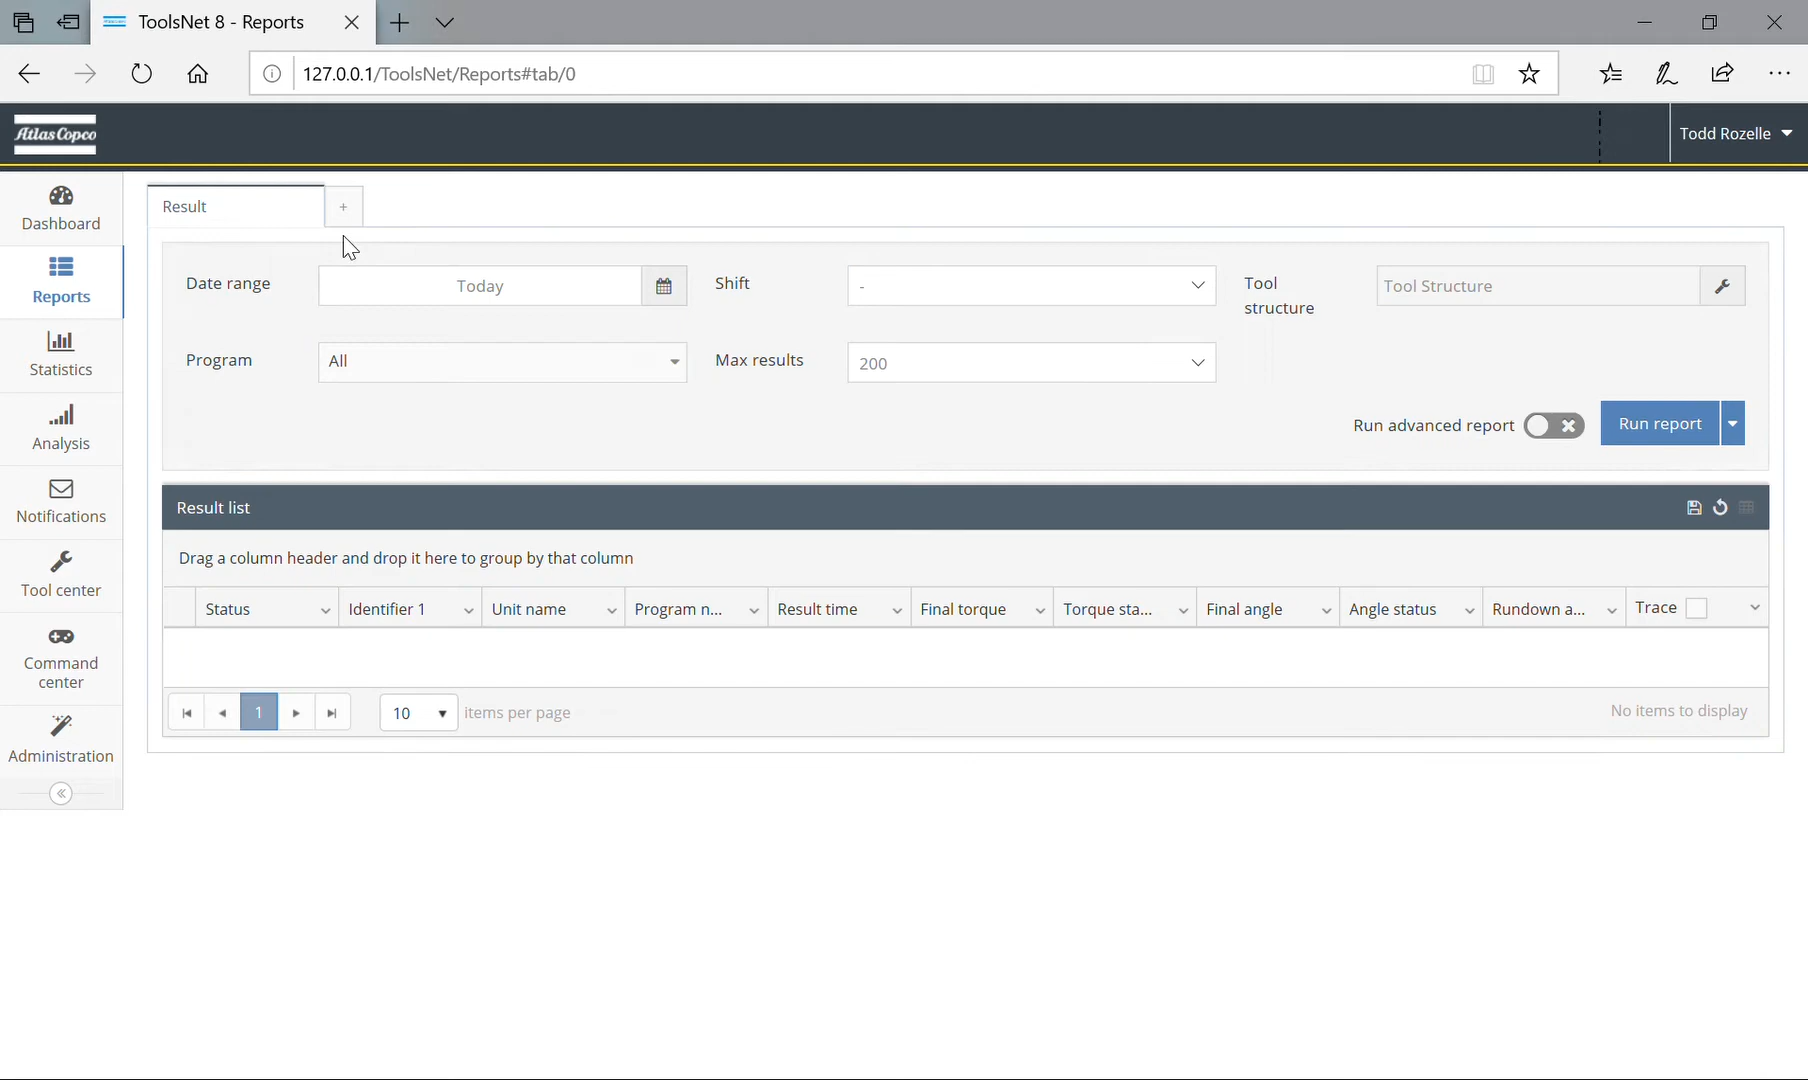 ToolsNet 8 - Reports
127.0.0.1/ToolsNet/Reports#tab/0
Atlas Copco
Todd Rozelle
Dashboard
Reports
Statistics
Analysis
Notifications
Tool center
Command
center
Administration
Result
+
Date range
Today
Shift
-
Tool
structure
Tool Structure
Program
All
Max results
200
Run advanced report
Run report
Result list
Drag a column header and drop it here to group by that column
Status
Identifier 1
Unit name
Program n...
Result time
Final torque
Torque sta...
Final angle
Angle status
Rundown a...
Trace
1
10
items per page
No items to display